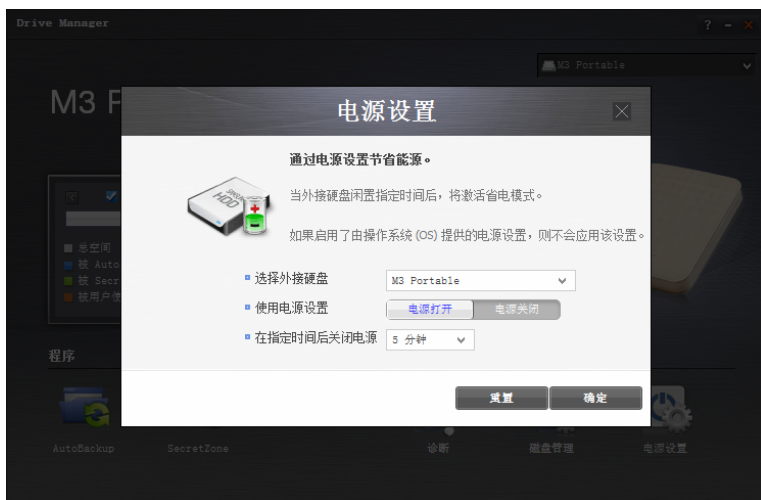 Drive Manager
? - ×
M3 Portable
M3 P
电源设置
通过电源设置节省能源。
当外接硬盘闲置指定时间后，将激活省电模式。
HDD
如果启用了由操作系统 (OS) 提供的电源设置，则不会应用该设置。
总空间
被 Auto
被 Secr
被用户使
选择外接硬盘
M3 Portable
使用电源设置
电源打开
电源关闭
在指定时间后关闭电源
5 分钟
程序
重置
确定
AutoBackup
SecretZone
诊断
磁盘管理
电源设置